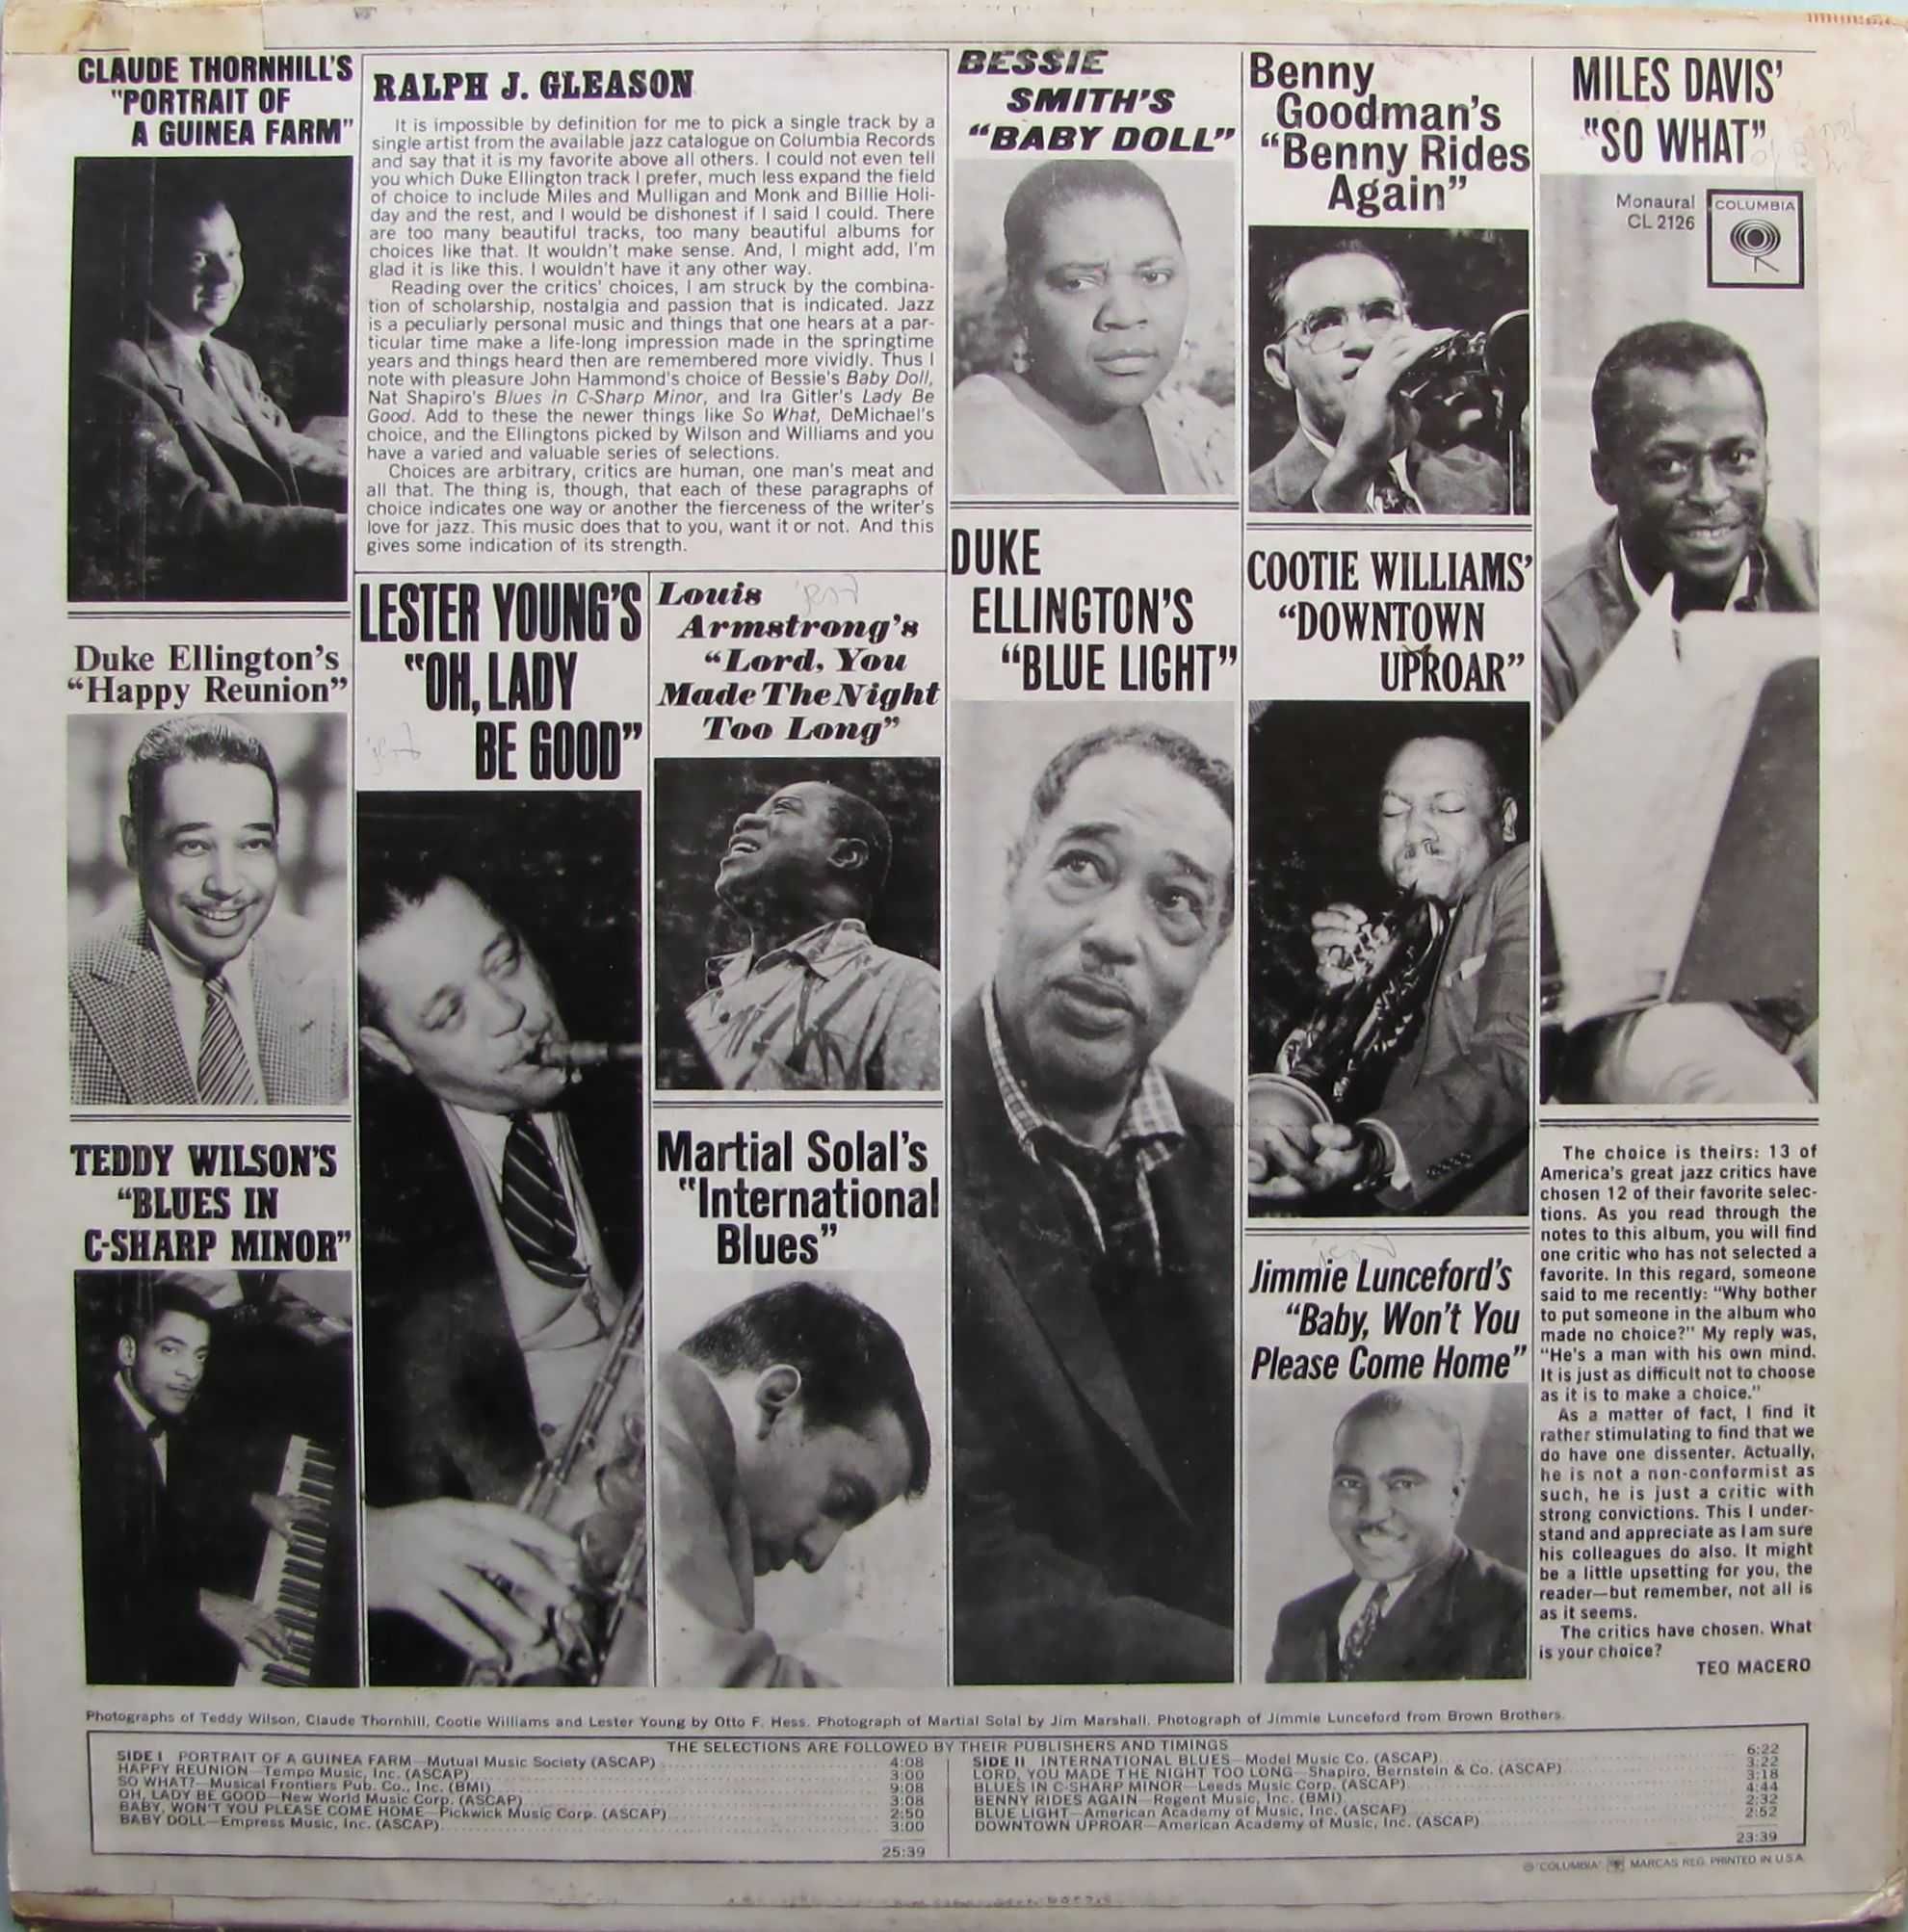 CLAUDE THORNHILL'S
"PORTRAIT OF
A GUINEA FARM"
RALPH J. GLEASON
It is impossible by definition for me to pick a single track by a
single artist from the available jazz catalogue on Columbia Records
and say that it is my favorite above all others. I could not even tell
you which Duke Ellington track I prefer, much less expand the field
of choice to include Miles and Mulligan and Monk and Billie Holi-
day and the rest, and I would be dishonest if I said I could. There
are too many beautiful tracks, too many beautiful albums for
choices like that. It wouldn't make sense. And, I might add, I'm
glad it is like this. I wouldn't have it any other way.
Reading over the critics' choices, I am struck by the combina-
tion of scholarship, nostalgia and passion that is indicated. Jazz
is a peculiarly personal music and things that one hears at a par-
ticular time make a life-long impression made in the springtime
years and things heard then are remembered more vividly. Thus I
note with pleasure John Hammond's choice of Bessie's Baby Doll,
Nat Shapiro's Blues in C-Sharp Minor, and Ira Gitler's Lady Be
Good. Add to these the newer things like So What, DeMichael's
choice, and the Ellingtons picked by Wilson and Williams and you
have a varied and valuable series of selections.
Choices are arbitrary, critics are human, one man's meat and
all that. The thing is, though, that each of these paragraphs of
choice indicates one way or another the fierceness of the writer's
love for jazz. This music does that to you, want it or not. And this
gives some indication of its strength.
BESSIE
SMITH'S
"BABY DOLL"
Benny
Goodman's
"Benny Rides
Again"
MILES DAVIS'
"SO WHAT"
Monaural
CL 2126
COLUMBIA
Duke Ellington's
"Happy Reunion"
LESTER YOUNG'S
"OH, LADY
BE GOOD"
Louis
Armstrong's
"Lord, You
Made The Night
Too Long"
DUKE
ELLINGTON'S
"BLUE LIGHT"
COOTIE WILLIAMS'
"DOWNTOWN
UPROAR"
TEDDY WILSON'S
"BLUES IN
C-SHARP MINOR"
Martial Solal's
"International
Blues"
Jimmie Lunceford's
"Baby, Won't You
Please Come Home"
The choice is theirs: 13 of
America's great jazz critics have
chosen 12 of their favorite selec-
tions. As you read through the
notes to this album, you will find
one critic who has not selected a
favorite. In this regard, someone
said to me recently: "Why bother
to put someone in the album who
made no choice?" My reply was,
"He's a man with his own mind.
It is just as difficult not to choose
as it is to make a choice."
As a matter of fact, I find it
rather stimulating to find that we
do have one dissenter. Actually,
he is not a non-conformist as
such, he is just a critic with
strong convictions. This I under-
stand and appreciate as I am sure
his colleagues do also. It might
be a little upsetting for you, the
reader—but remember, not all is
as it seems.
The critics have chosen. What
is your choice?
TEO MACERO
Photographs of Teddy Wilson, Claude Thornhill, Cootie Williams and Lester Young by Otto F. Hess. Photograph of Martial Solal by Jim Marshall. Photograph of Jimmie Lunceford from Brown Brothers.
THE SELECTIONS ARE FOLLOWED BY THEIR PUBLISHERS AND TIMINGS
SIDE I PORTRAIT OF A GUINEA FARM—Mutual Music Society (ASCAP) 4:08
HAPPY REUNION—Tempo Music, Inc. (ASCAP) 3:00
SO WHAT?—Musical Frontiers Pub. Co., Inc. (BMI) 9:08
OH, LADY BE GOOD—New World Music Corp. (ASCAP) 3:08
BABY, WON'T YOU PLEASE COME HOME—Pickwick Music Corp. (ASCAP) 2:50
BABY DOLL—Empress Music, Inc. (ASCAP) 3:00
25:39
SIDE II INTERNATIONAL BLUES—Model Music Co. (ASCAP) 6:22
LORD, YOU MADE THE NIGHT TOO LONG—Shapiro, Bernstein & Co. (ASCAP) 3:22
BLUES IN C-SHARP MINOR—Leeds Music Corp. (ASCAP) 3:18
BENNY RIDES AGAIN—Regent Music, Inc. (BMI) 4:44
BLUE LIGHT—American Academy of Music, Inc. (ASCAP) 2:32
DOWNTOWN UPROAR—American Academy of Music, Inc. (ASCAP) 2:52
23:39
℗ "COLUMBIA" MARCAS REG. PRINTED IN U.S.A.